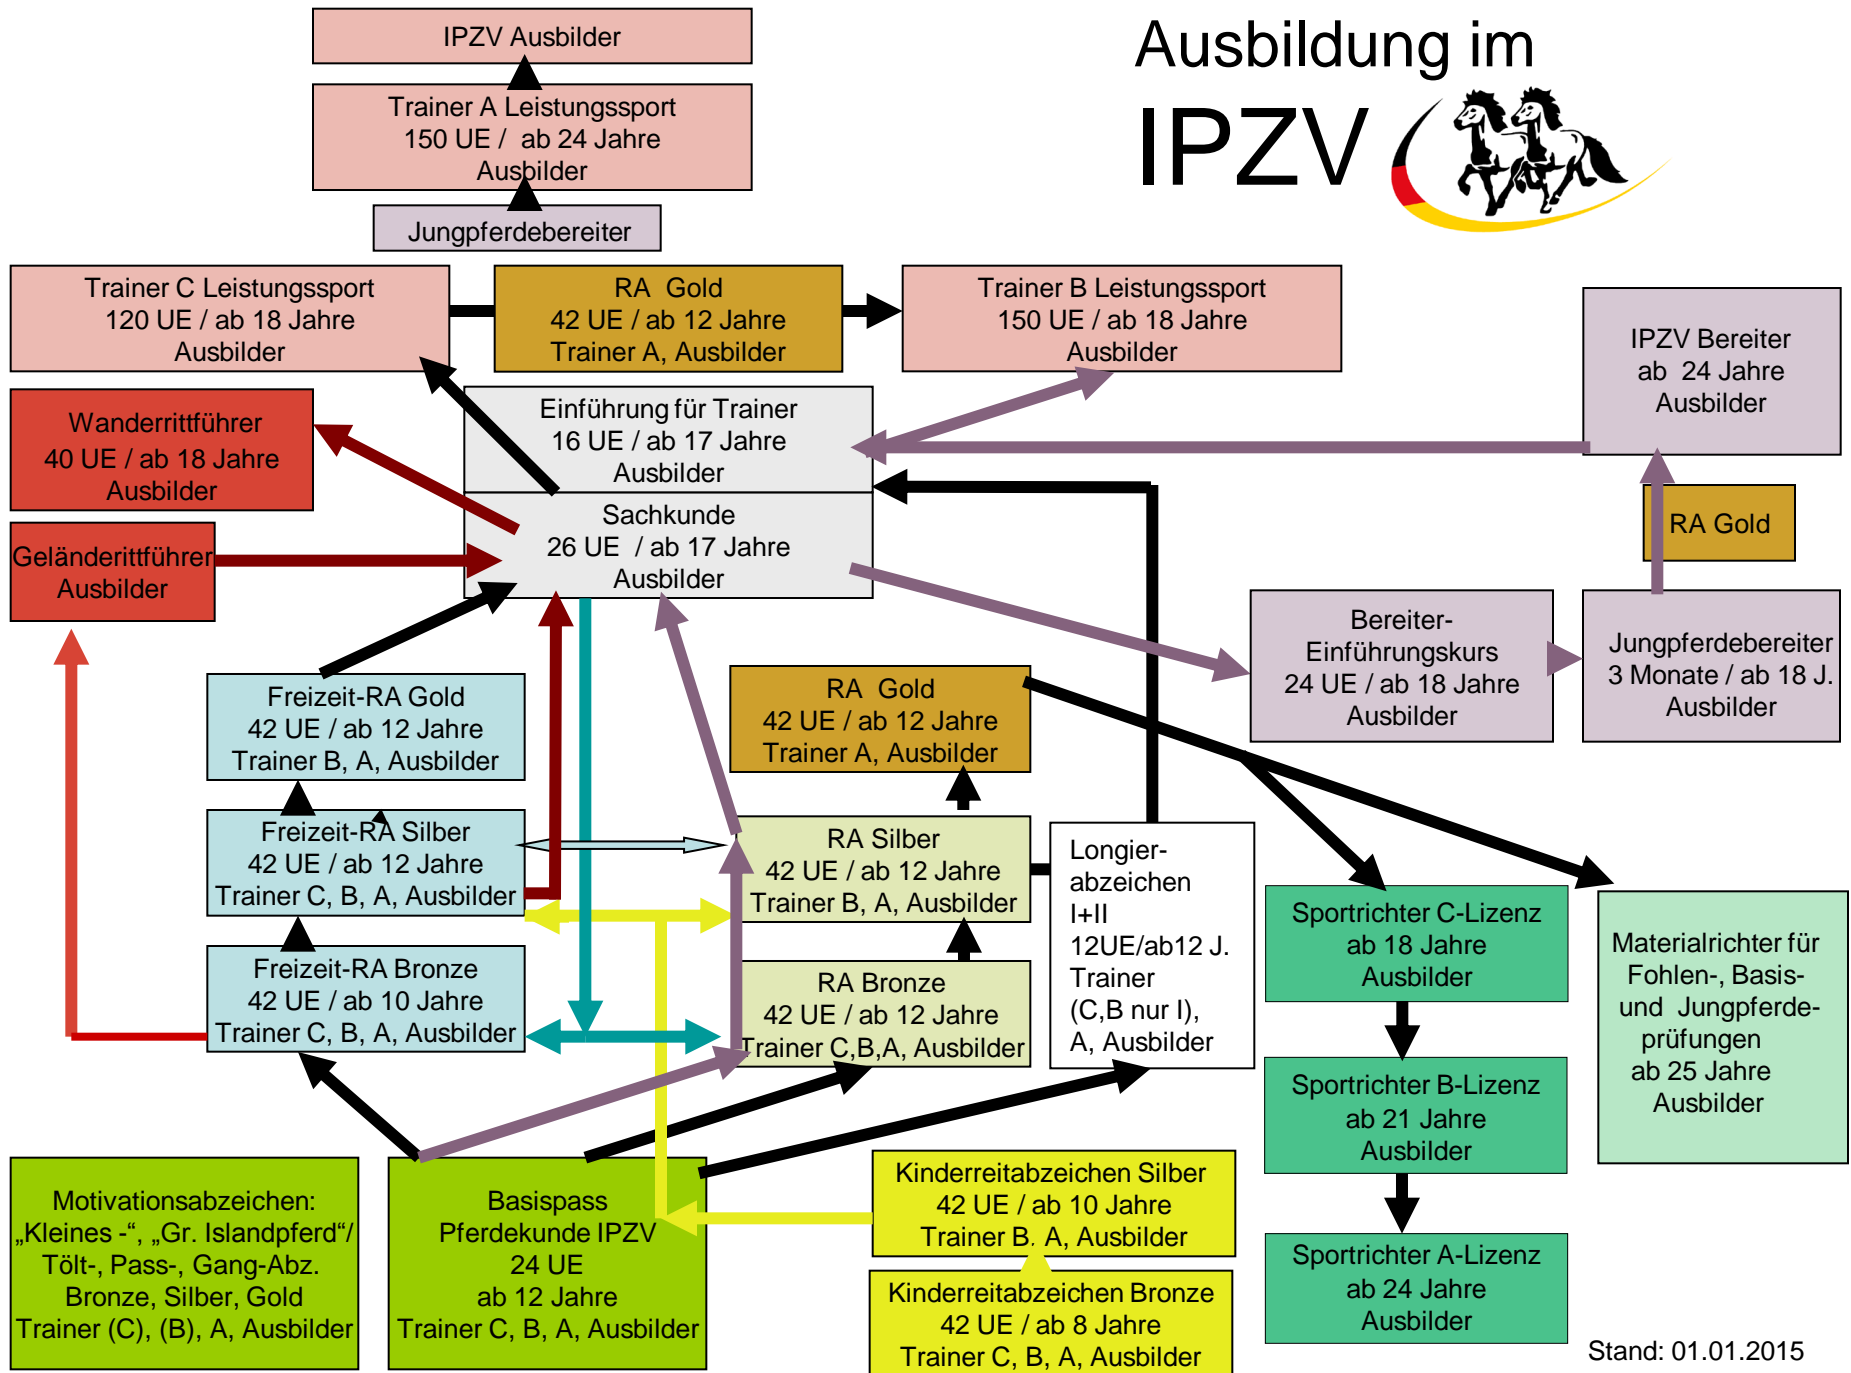 Ausbildung im
IPZV
IPZV Ausbilder
Trainer A Leistungssport
150 UE /  ab 24 Jahre
Ausbilder
Jungpferdebereiter
Trainer C Leistungssport
120 UE / ab 18 Jahre
Ausbilder
RA  Gold
42 UE / ab 12 Jahre
Trainer A, Ausbilder
Trainer B Leistungssport
150 UE / ab 18 Jahre
Ausbilder
IPZV Bereiter
ab  24 Jahre
Ausbilder
Wanderrittführer
40 UE / ab 18 Jahre
Ausbilder
Einführung für Trainer
16 UE / ab 17 Jahre
Ausbilder
RA Gold
Geländerittführer
Ausbilder
Sachkunde
26 UE  / ab 17 Jahre
Ausbilder
Bereiter-
Einführungskurs
24 UE / ab 18 Jahre
Ausbilder
Jungpferdebereiter
3 Monate / ab 18 J.
Ausbilder
Freizeit-RA Gold
42 UE / ab 12 Jahre
Trainer B, A, Ausbilder
RA  Gold
42 UE / ab 12 Jahre
Trainer A, Ausbilder
Freizeit-RA Silber
42 UE / ab 12 Jahre
Trainer C, B, A, Ausbilder
RA Silber
42 UE / ab 12 Jahre
Trainer B, A, Ausbilder
Longier-
abzeichen
I+II
12UE/ab12 J.
Trainer
(C,B nur I),
A, Ausbilder
Sportrichter C-Lizenz
ab 18 Jahre
Ausbilder
Materialrichter für
Fohlen-, Basis-
und  Jungpferde-
prüfungen
ab 25 Jahre
Ausbilder
Freizeit-RA Bronze
42 UE / ab 10 Jahre
Trainer C, B, A, Ausbilder
RA Bronze
42 UE / ab 12 Jahre
Trainer C,B,A, Ausbilder
Sportrichter B-Lizenz
ab 21 Jahre
Ausbilder
Motivationsabzeichen:
„Kleines -“, „Gr. Islandpferd“/
Tölt-, Pass-, Gang-Abz.
Bronze, Silber, Gold
Trainer (C), (B), A, Ausbilder
Basispass
Pferdekunde IPZV
24 UE
ab 12 Jahre
Trainer C, B, A, Ausbilder
Kinderreitabzeichen Silber
42 UE / ab 10 Jahre
Trainer B, A, Ausbilder
Kinderreitabzeichen Bronze
42 UE / ab 8 Jahre
Trainer C, B, A, Ausbilder
Sportrichter A-Lizenz
ab 24 Jahre
Ausbilder
Stand: 01.01.2015